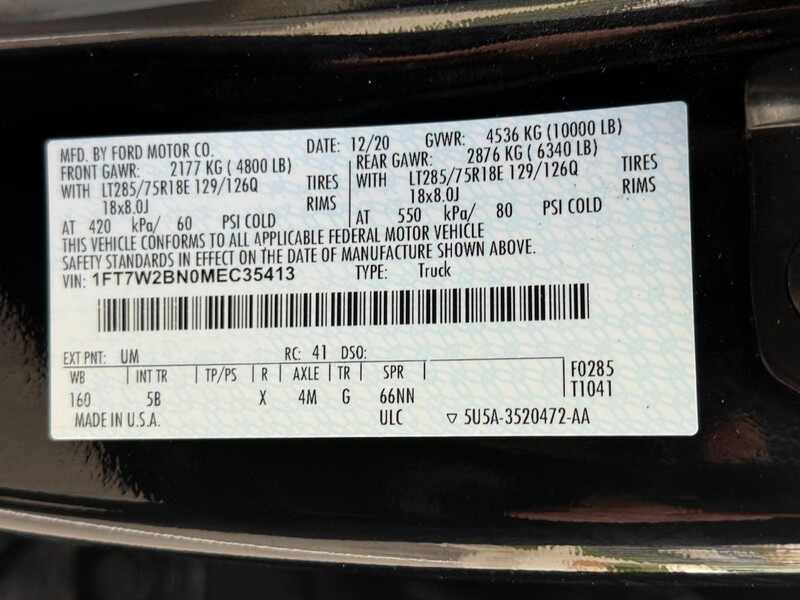 MFD. BY FORD MOTOR CO. DATE: 12/20 GVWR: 4536 KG (10000 LB)
FRONT GAWR: 2177 KG ( 4800 LB) REAR GAWR: 2876 KG ( 6340 LB)
WITH LT285/75R18E 129/126Q TIRES WITH LT285/75R18E 129/126Q TIRES
18x8.0J RIMS 18x8.0J RIMS
AT 420 kPa/ 60 PSI COLD AT 550 kPa/ 80 PSI COLD
THIS VEHICLE CONFORMS TO ALL APPLICABLE FEDERAL MOTOR VEHICLE
SAFETY STANDARDS IN EFFECT ON THE DATE OF MANUFACTURE SHOWN ABOVE.
VIN: 1FT7W2BN0MEC35413 TYPE: Truck
EXT PNT: UM RC: 41 DSO:
WB INT TR TP/PS R AXLE TR SPR F0285
160 5B X 4M G 66NN T1041
MADE IN U.S.A. ULC ▽ 5U5A-3520472-AA